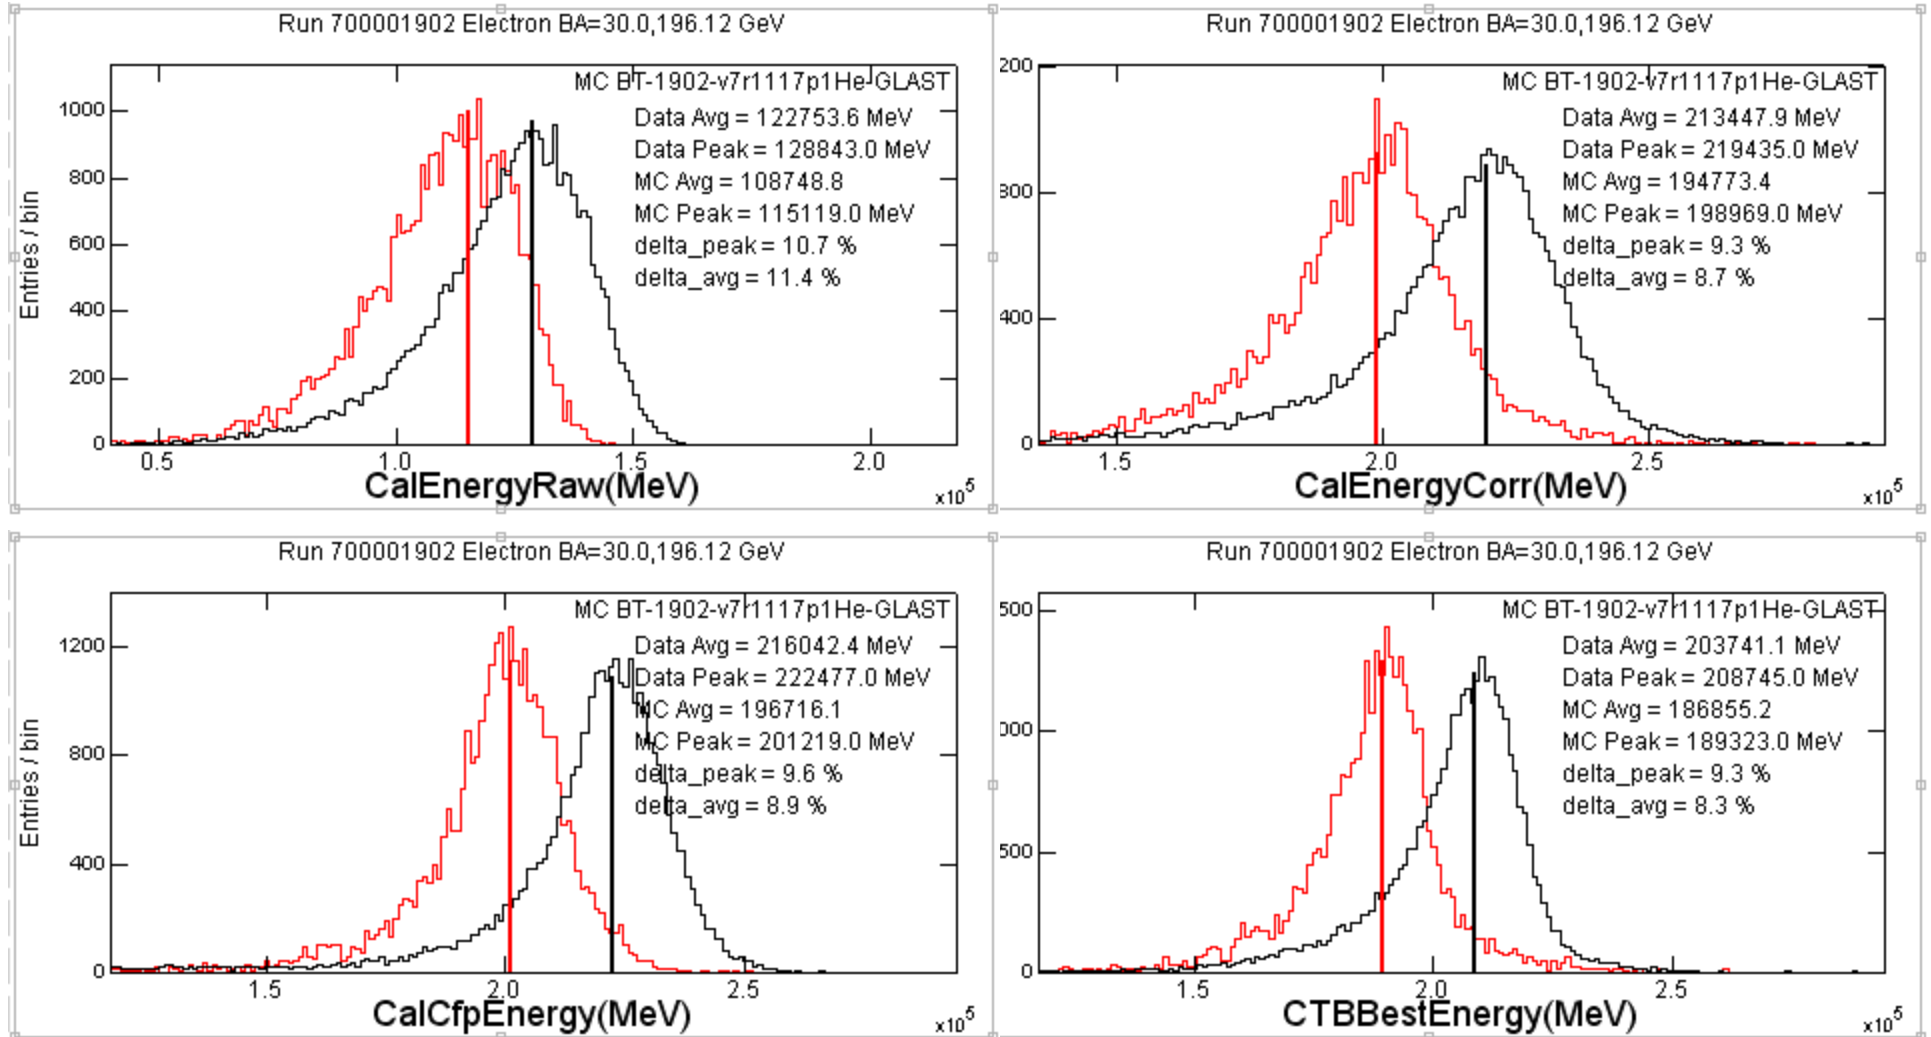 Run 700001902 Electron BA=30.0,196.12 GeV
MC BT-1902-v7r1117p1He-GLAST
Data Avg = 122753.6 MeV
Data Peak = 128843.0 MeV
MC Avg = 108748.8
MC Peak = 115119.0 MeV
delta_peak = 10.7 %
delta_avg = 11.4 %
Entries / bin
1000
800
600
400
200
0
0.5 1.0 1.5 2.0
CalEnergyRaw(MeV)
x10^5
Run 700001902 Electron BA=30.0,196.12 GeV
MC BT-1902-v7r1117p1He-GLAST
Data Avg = 213447.9 MeV
Data Peak = 219435.0 MeV
MC Avg = 194773.4
MC Peak = 198969.0 MeV
delta_peak = 9.3 %
delta_avg = 8.7 %
200
800
400
0
1.5 2.0 2.5
CalEnergyCorr(MeV)
x10^5
Run 700001902 Electron BA=30.0,196.12 GeV
MC BT-1902-v7r1117p1He-GLAST
Data Avg = 216042.4 MeV
Data Peak = 222477.0 MeV
MC Avg = 196716.1
MC Peak = 201219.0 MeV
delta_peak = 9.6 %
delta_avg = 8.9 %
Entries / bin
1200
800
400
0
1.5 2.0 2.5
CalCfpEnergy(MeV)
x10^5
Run 700001902 Electron BA=30.0,196.12 GeV
MC BT-1902-v7r1117p1He-GLAST
Data Avg = 203741.1 MeV
Data Peak = 208745.0 MeV
MC Avg = 186855.2
MC Peak = 189323.0 MeV
delta_peak = 9.3 %
delta_avg = 8.3 %
500
000
500
0
1.5 2.0 2.5
CTBBestEnergy(MeV)
x10^5